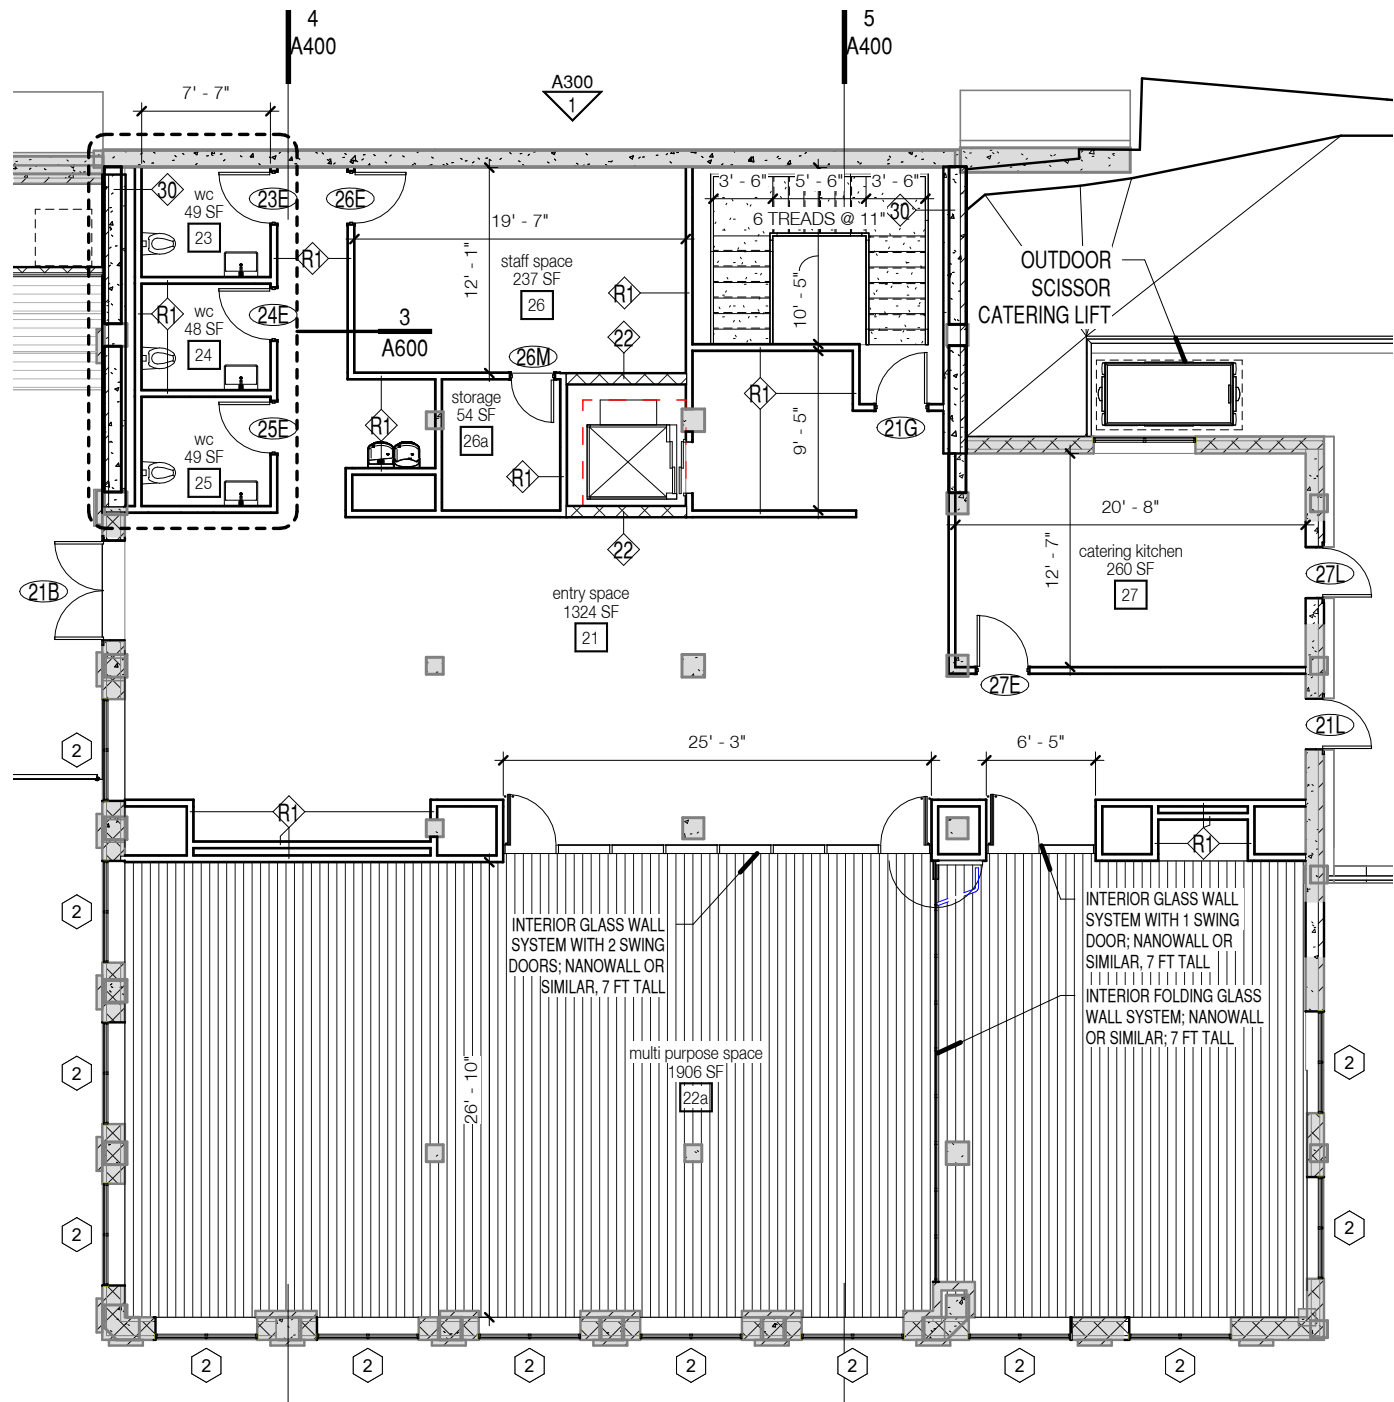 4
A400
5
A400
A300
1
7' - 7"
30
wc
49 SF
23
23E
26E
19' - 7"
12' - 1"
staff space
237 SF
26
R1
R1
3' - 6"
5' - 6"
3' - 6"
6 TREADS @ 11"
30
10' - 5"
OUTDOOR
SCISSOR
CATERING LIFT
R1
wc
48 SF
24
24E
3
A600
26M
22
storage
54 SF
26a
R1
R1
R1
9' - 5"
21G
wc
49 SF
25
25E
22
20' - 8"
12' - 7"
catering kitchen
260 SF
27
27L
21B
entry space
1324 SF
21
27E
21L
2
25' - 3"
6' - 5"
R1
R1
2
INTERIOR GLASS WALL
SYSTEM WITH 2 SWING
DOORS; NANOWALL OR
SIMILAR, 7 FT TALL
INTERIOR GLASS WALL
SYSTEM WITH 1 SWING
DOOR; NANOWALL OR
SIMILAR, 7 FT TALL
INTERIOR FOLDING GLASS
WALL SYSTEM; NANOWALL
OR SIMILAR; 7 FT TALL
2
26' - 10"
multi purpose space
1906 SF
22a
2
2
2
2
2
2
2
2
2
2